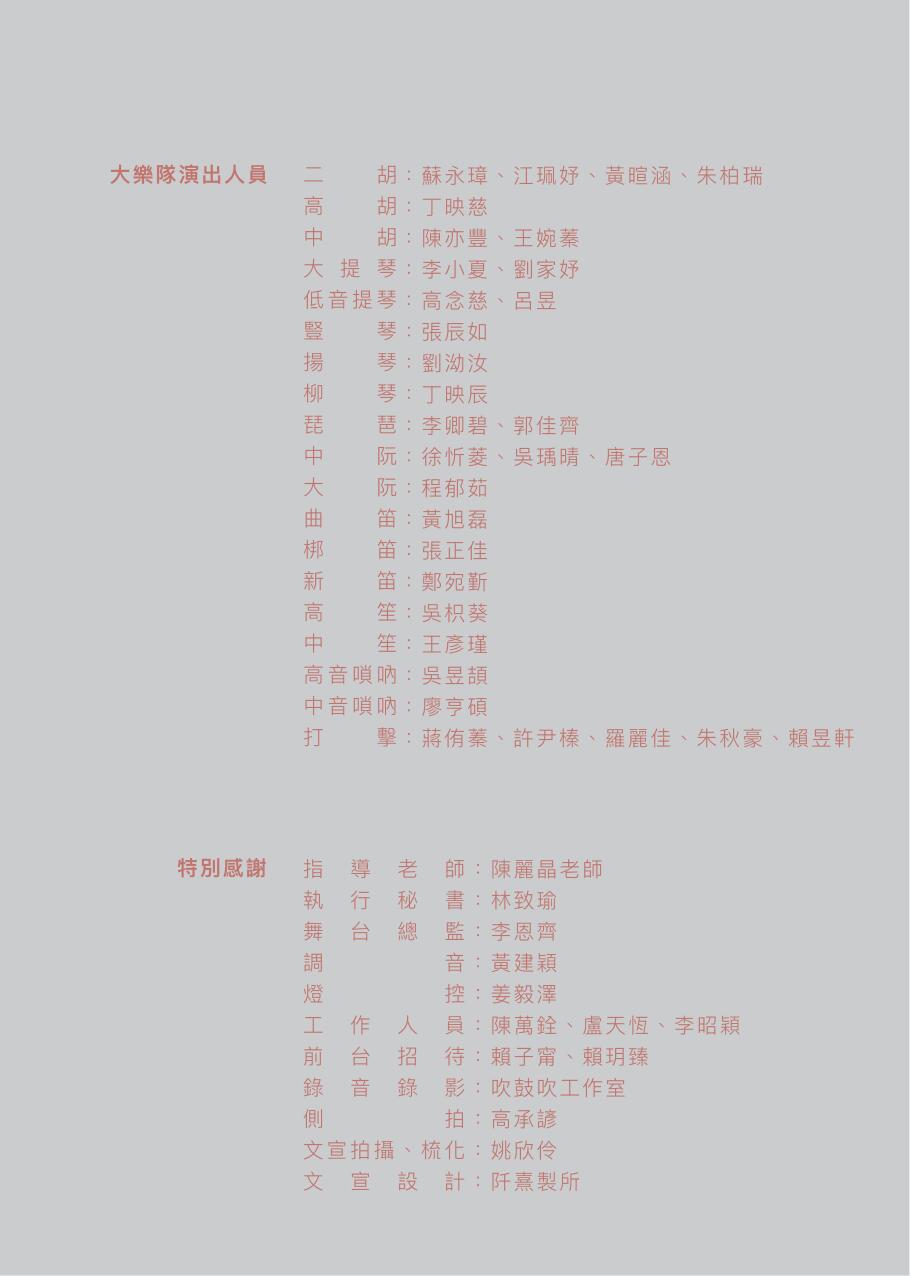 大樂隊演出人員 二胡：蘇永璋、江珮妤、黃暄涵、朱柏瑞
高胡：丁映慈
中胡：陳亦豐、王婉蓁
大提琴：李小夏、劉家妤
低音提琴：高念慈、呂昱
豎琴：張辰如
揚琴：劉泑汝
柳琴：丁映辰
琵琶：李卿碧、郭佳齊
中阮：徐忻菱、吳瑀晴、唐子恩
大阮：程郁茹
曲笛：黃旭磊
梆笛：張正佳
新笛：鄭宛靳
高笙：吳枳葵
中笙：王彥瑾
高音嗩吶：吳昱頡
中音嗩吶：廖亨碩
打擊：蔣侑蓁、許尹榛、羅麗佳、朱秋豪、賴昱軒
特別感謝 指導老師：陳麗晶老師
執行秘書：林致瑜
舞台總監：李恩齊
調音：黃建穎
燈控：姜毅澤
工作人員：陳萬銓、盧天恆、李昭穎
前台招待：賴子甯、賴玥臻
錄音錄影：吹鼓吹工作室
側拍：高承諺
文宣拍攝、梳化：姚欣伶
文宣設計：阡熹製所